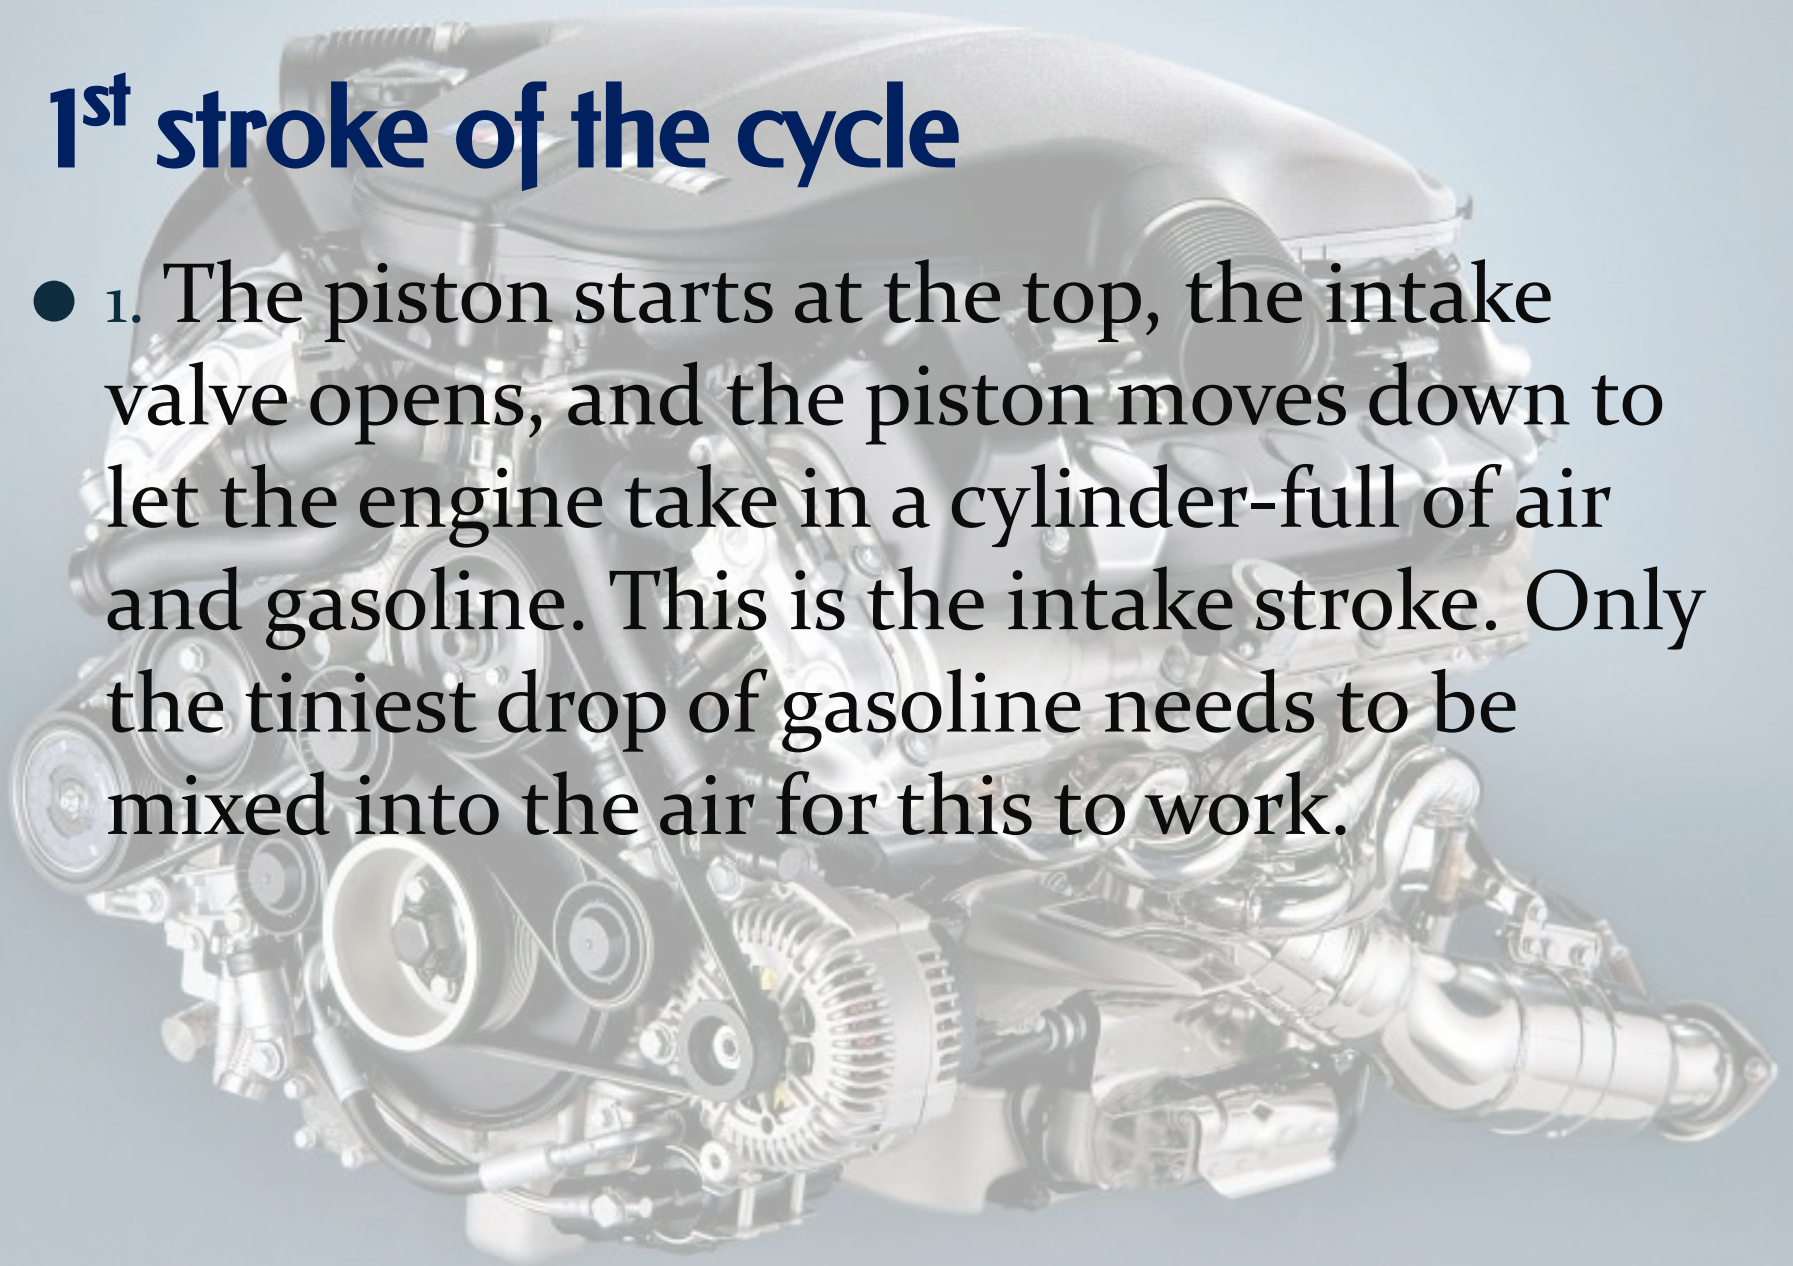 1st stroke of the cycle
● 1. The piston starts at the top, the intake
valve opens, and the piston moves down to
let the engine take in a cylinder-full of air
and gasoline. This is the intake stroke. Only
the tiniest drop of gasoline needs to be
mixed into the air for this to work.